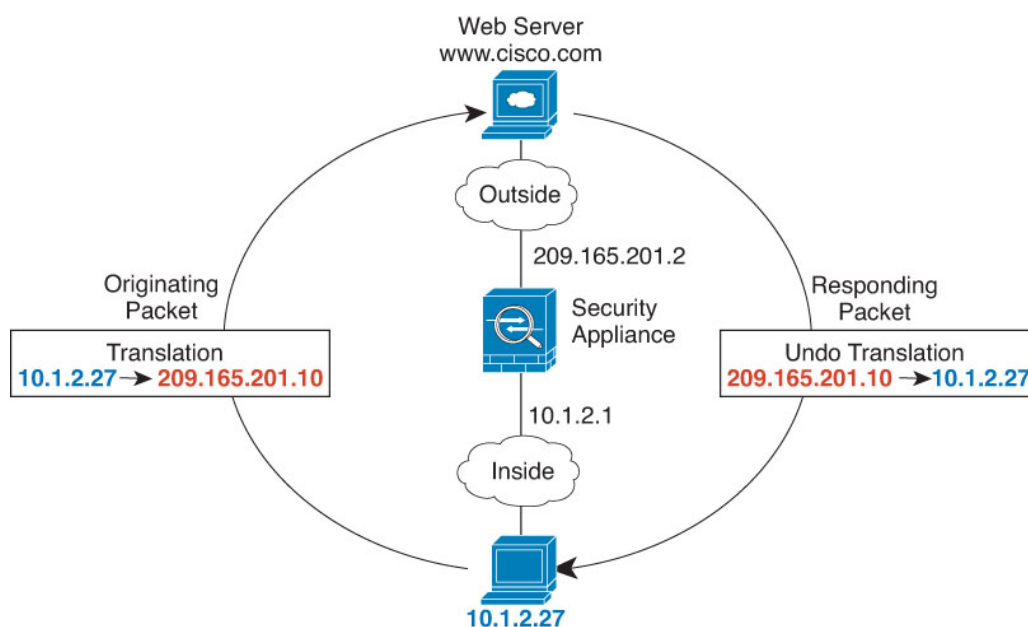 Web Server
www.cisco.com
Outside
209.165.201.2
Originating
Packet
Translation
10.1.2.27 → 209.165.201.10
Security
Appliance
Responding
Packet
Undo Translation
209.165.201.10 → 10.1.2.27
10.1.2.1
Inside
10.1.2.27